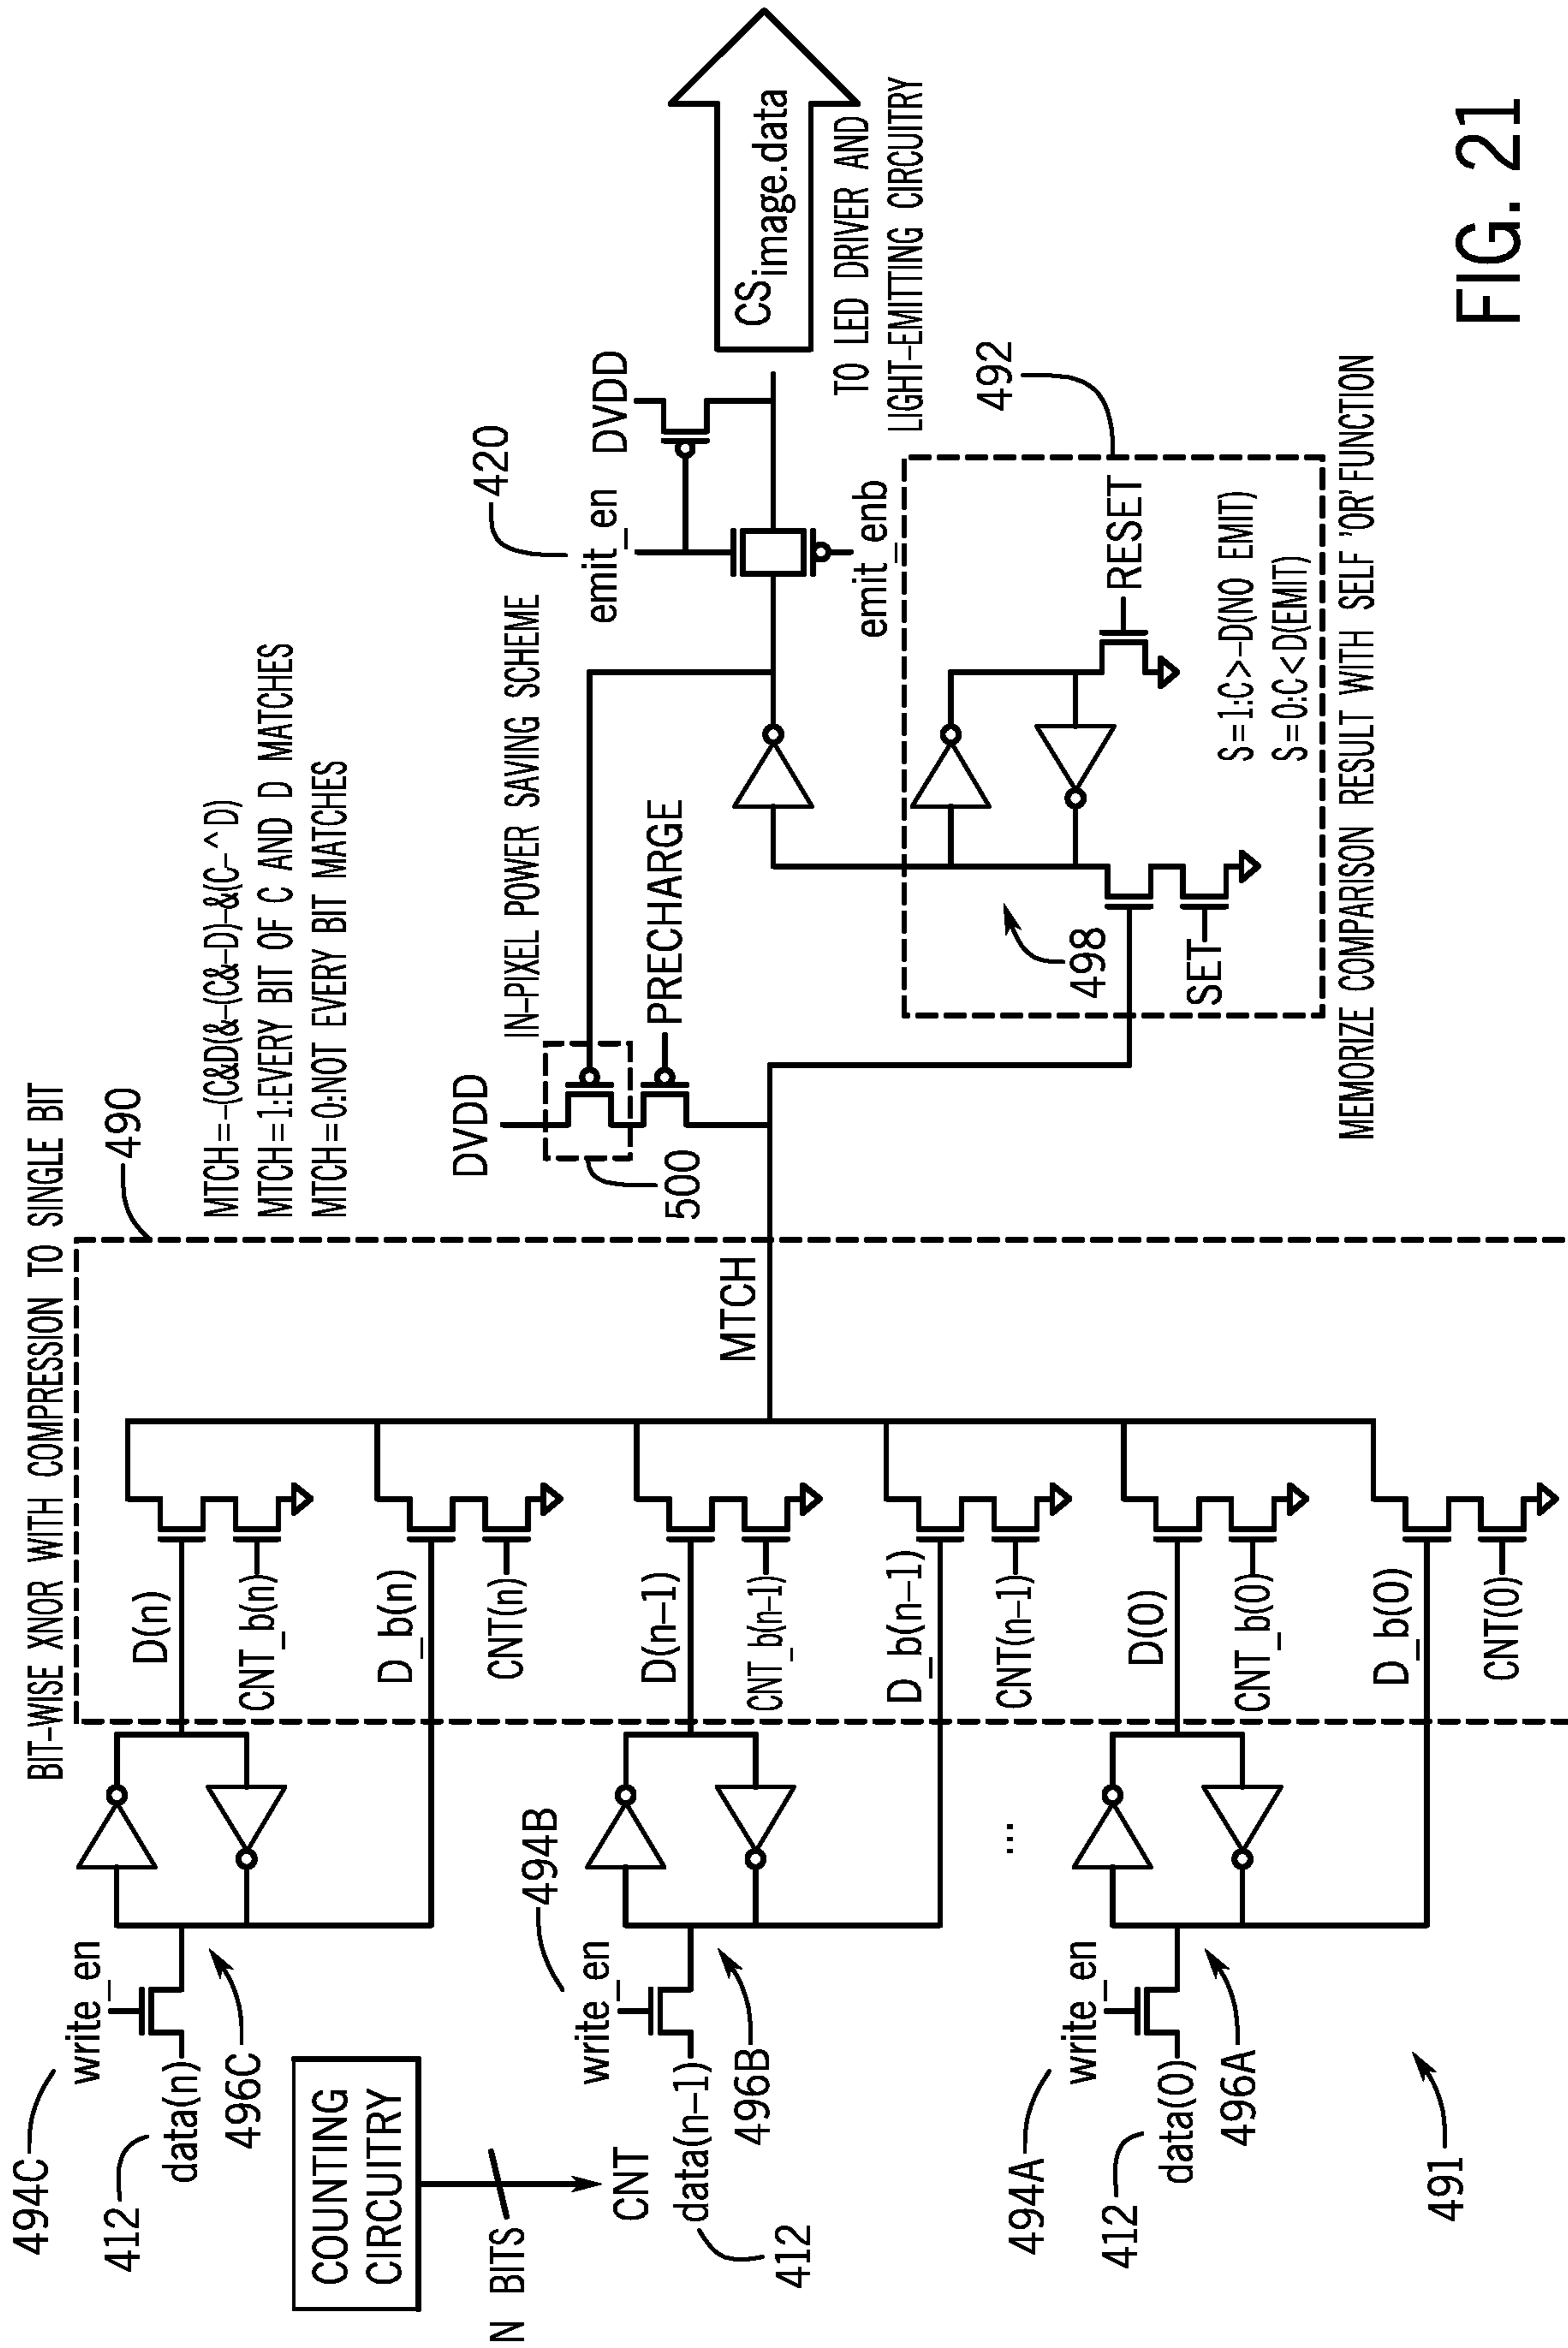 BIT-WISE XNOR WITH COMPRESSION TO SINGLE BIT
490
MTCH=-(C&D(&-(C&-D)-&(C-^D)
MTCH=1:EVERY BIT OF C AND D MATCHES
MTCH=0:NOT EVERY BIT MATCHES
494C
write_en
412
data(n)
496C
D(n)
CNT_b(n)
D_b(n)
CNT(n)
COUNTING
CIRCUITRY
N BITS
CNT
494B
write_en
data(n-1)
412
496B
D(n-1)
CNT_b(n-1)
D_b(n-1)
CNT(n-1)
...
494A
write_en
412
data(0)
496A
D(0)
CNT_b(0)
D_b(0)
CNT(0)
491
MTCH
DVDD
500
IN-PIXEL POWER SAVING SCHEME
PRECHARGE
420
emit_en
DVDD
emit_enb
CSimage.data
TO LED DRIVER AND
LIGHT-EMITTING CIRCUITRY
492
498
SET
RESET
S=1:C>-D(NO EMIT)
S=0:C<D(EMIT)
MEMORIZE COMPARISON RESULT WITH SELF 'OR' FUNCTION
FIG. 21